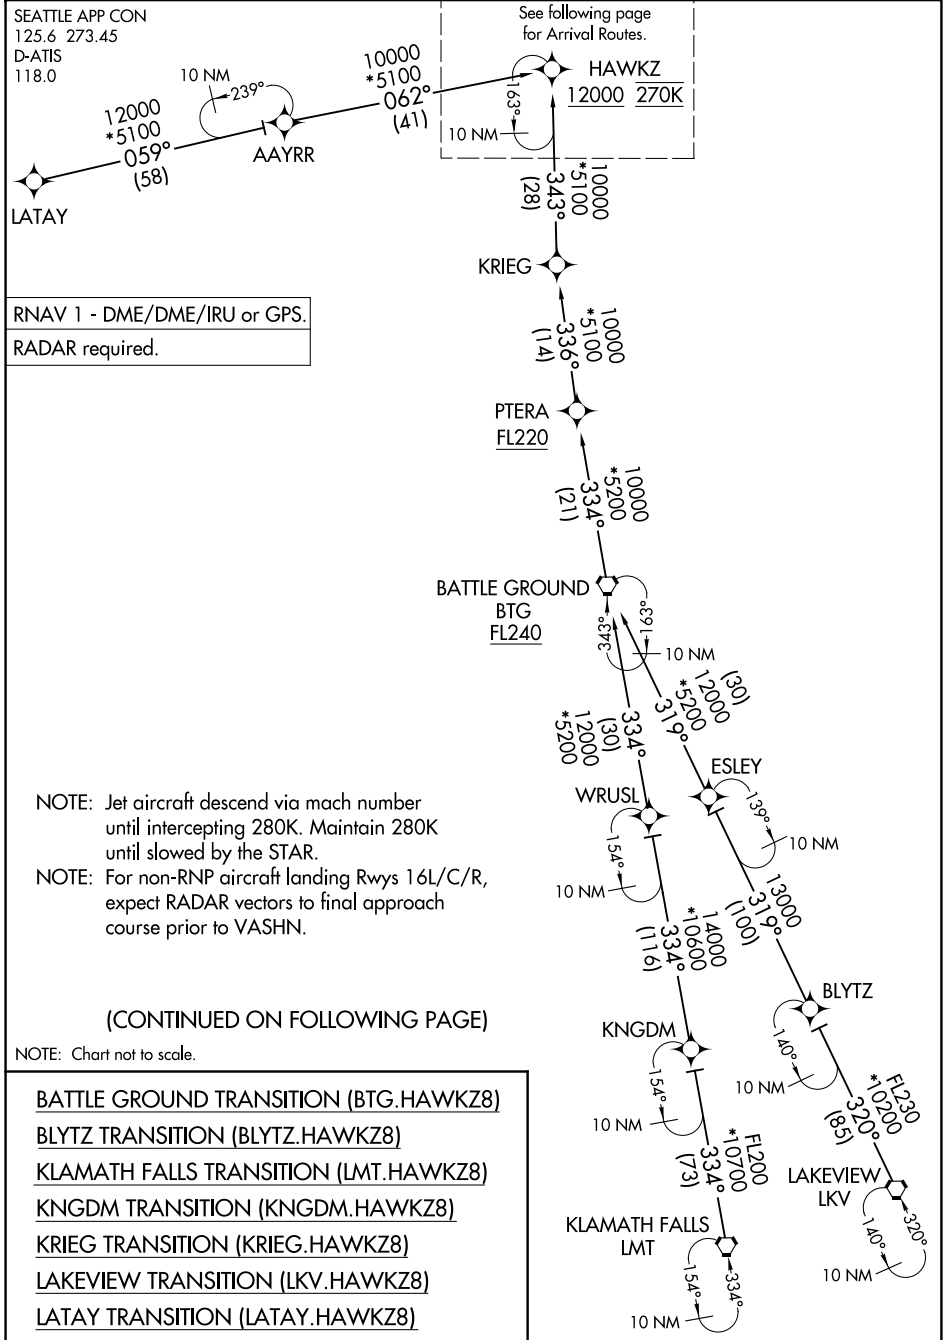 SEATTLE APP CON
125.6 273.45
D-ATIS
118.0
See following page
for Arrival Routes.
HAWKZ
12000 270K
163°
10 NM
10000
*5100
062°
(41)
10 NM
239°
AAYRR
12000
*5100
059°
(58)
LATAY
10000
*5100
343°
(28)
KRIEG
RNAV 1 - DME/DME/IRU or GPS.
RADAR required.
10000
*5100
336°
(14)
PTERA
FL220
10000
*5200
334°
(21)
BATTLE GROUND
BTG
FL240
343°
163°
10 NM
(30)
12000
*5200
319°
334°
(30)
12000
*5200
ESLEY
139°
10 NM
WRUSL
154°
10 NM
NOTE: Jet aircraft descend via mach number
until intercepting 280K. Maintain 280K
until slowed by the STAR.
NOTE: For non-RNP aircraft landing Rwys 16L/C/R,
expect RADAR vectors to final approach
course prior to VASHN.
13000
319°
(100)
14000
*10600
334°
(116)
BLYTZ
140°
10 NM
KNGDM
154°
10 NM
(CONTINUED ON FOLLOWING PAGE)
NOTE: Chart not to scale.
FL230
*10200
320°
(85)
FL200
*10700
334°
(73)
LAKEVIEW
LKV
140°
320°
10 NM
KLAMATH FALLS
LMT
154°
334°
10 NM
BATTLE GROUND TRANSITION (BTG.HAWKZ8)
BLYTZ TRANSITION (BLYTZ.HAWKZ8)
KLAMATH FALLS TRANSITION (LMT.HAWKZ8)
KNGDM TRANSITION (KNGDM.HAWKZ8)
KRIEG TRANSITION (KRIEG.HAWKZ8)
LAKEVIEW TRANSITION (LKV.HAWKZ8)
LATAY TRANSITION (LATAY.HAWKZ8)